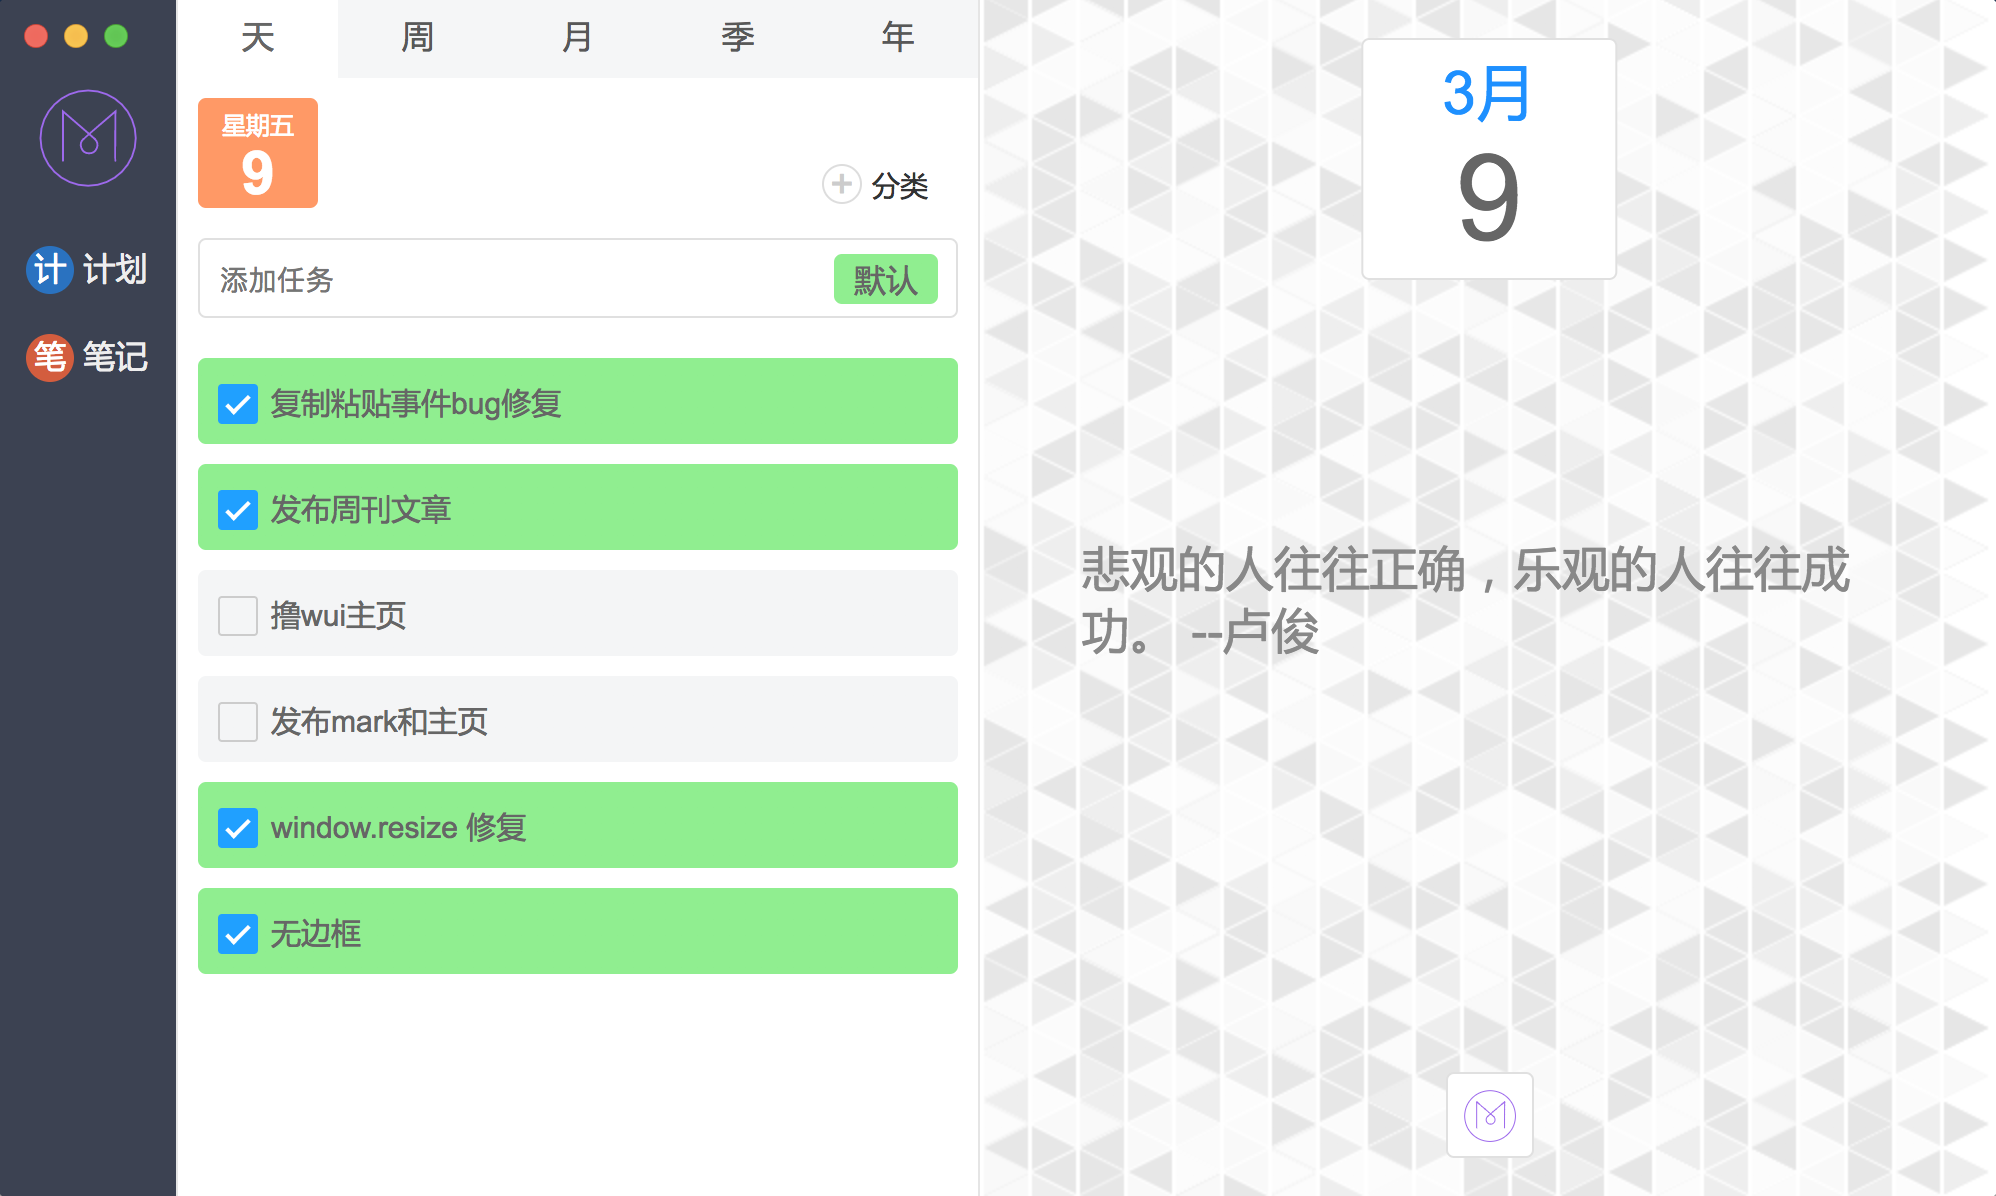 天 周 月 季 年
计 计划
笔 笔记
星期五
9
分类
添加任务 默认
复制粘贴事件bug修复
发布周刊文章
撸wui主页
发布mark和主页
window.resize 修复
无边框
3月
9
悲观的人往往正确，乐观的人往往成
功。 --卢俊